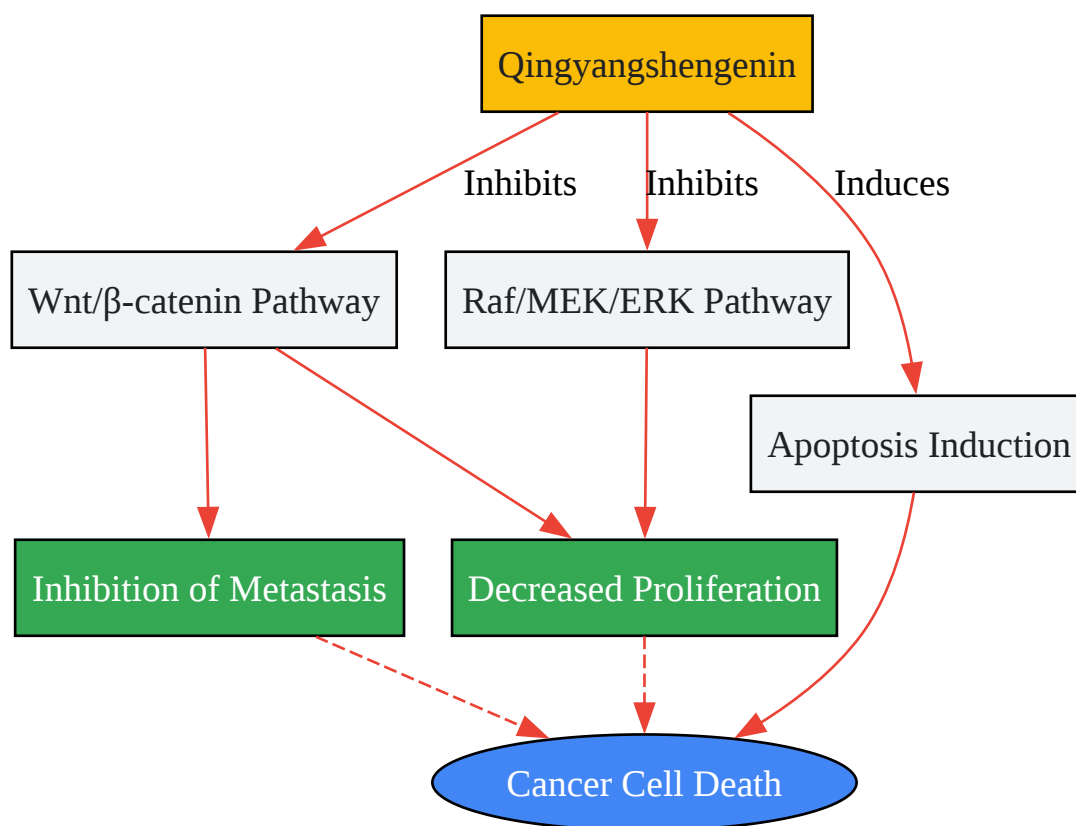 Qingyangshengenin
Inhibits
Inhibits
Induces
Wnt/β-catenin Pathway
Raf/MEK/ERK Pathway
Apoptosis Induction
Inhibition of Metastasis
Decreased Proliferation
Cancer Cell Death